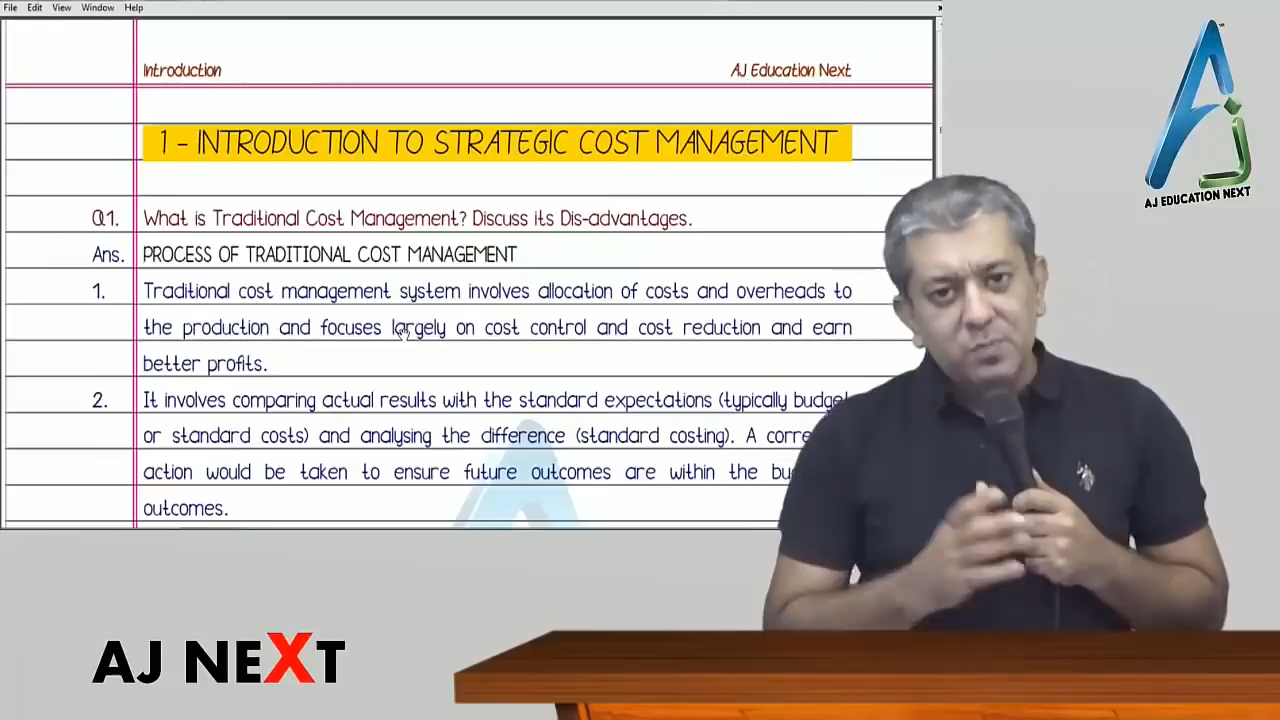 File Edit View Window Help
Introduction AJ Education Next
1 - INTRODUCTION TO STRATEGIC COST MANAGEMENT
Q.1. What is Traditional Cost Management? Discuss its Dis-advantages.
Ans. PROCESS OF TRADITIONAL COST MANAGEMENT
1. Traditional cost management system involves allocation of costs and overheads to
the production and focuses largely on cost control and cost reduction and earn
better profits.
2. It involves comparing actual results with the standard expectations (typically budget
or standard costs) and analysing the difference (standard costing). A
action would be taken to ensure future outcomes are within the
outcomes.
AJ EDUCATION NEXT
AJ NEXT